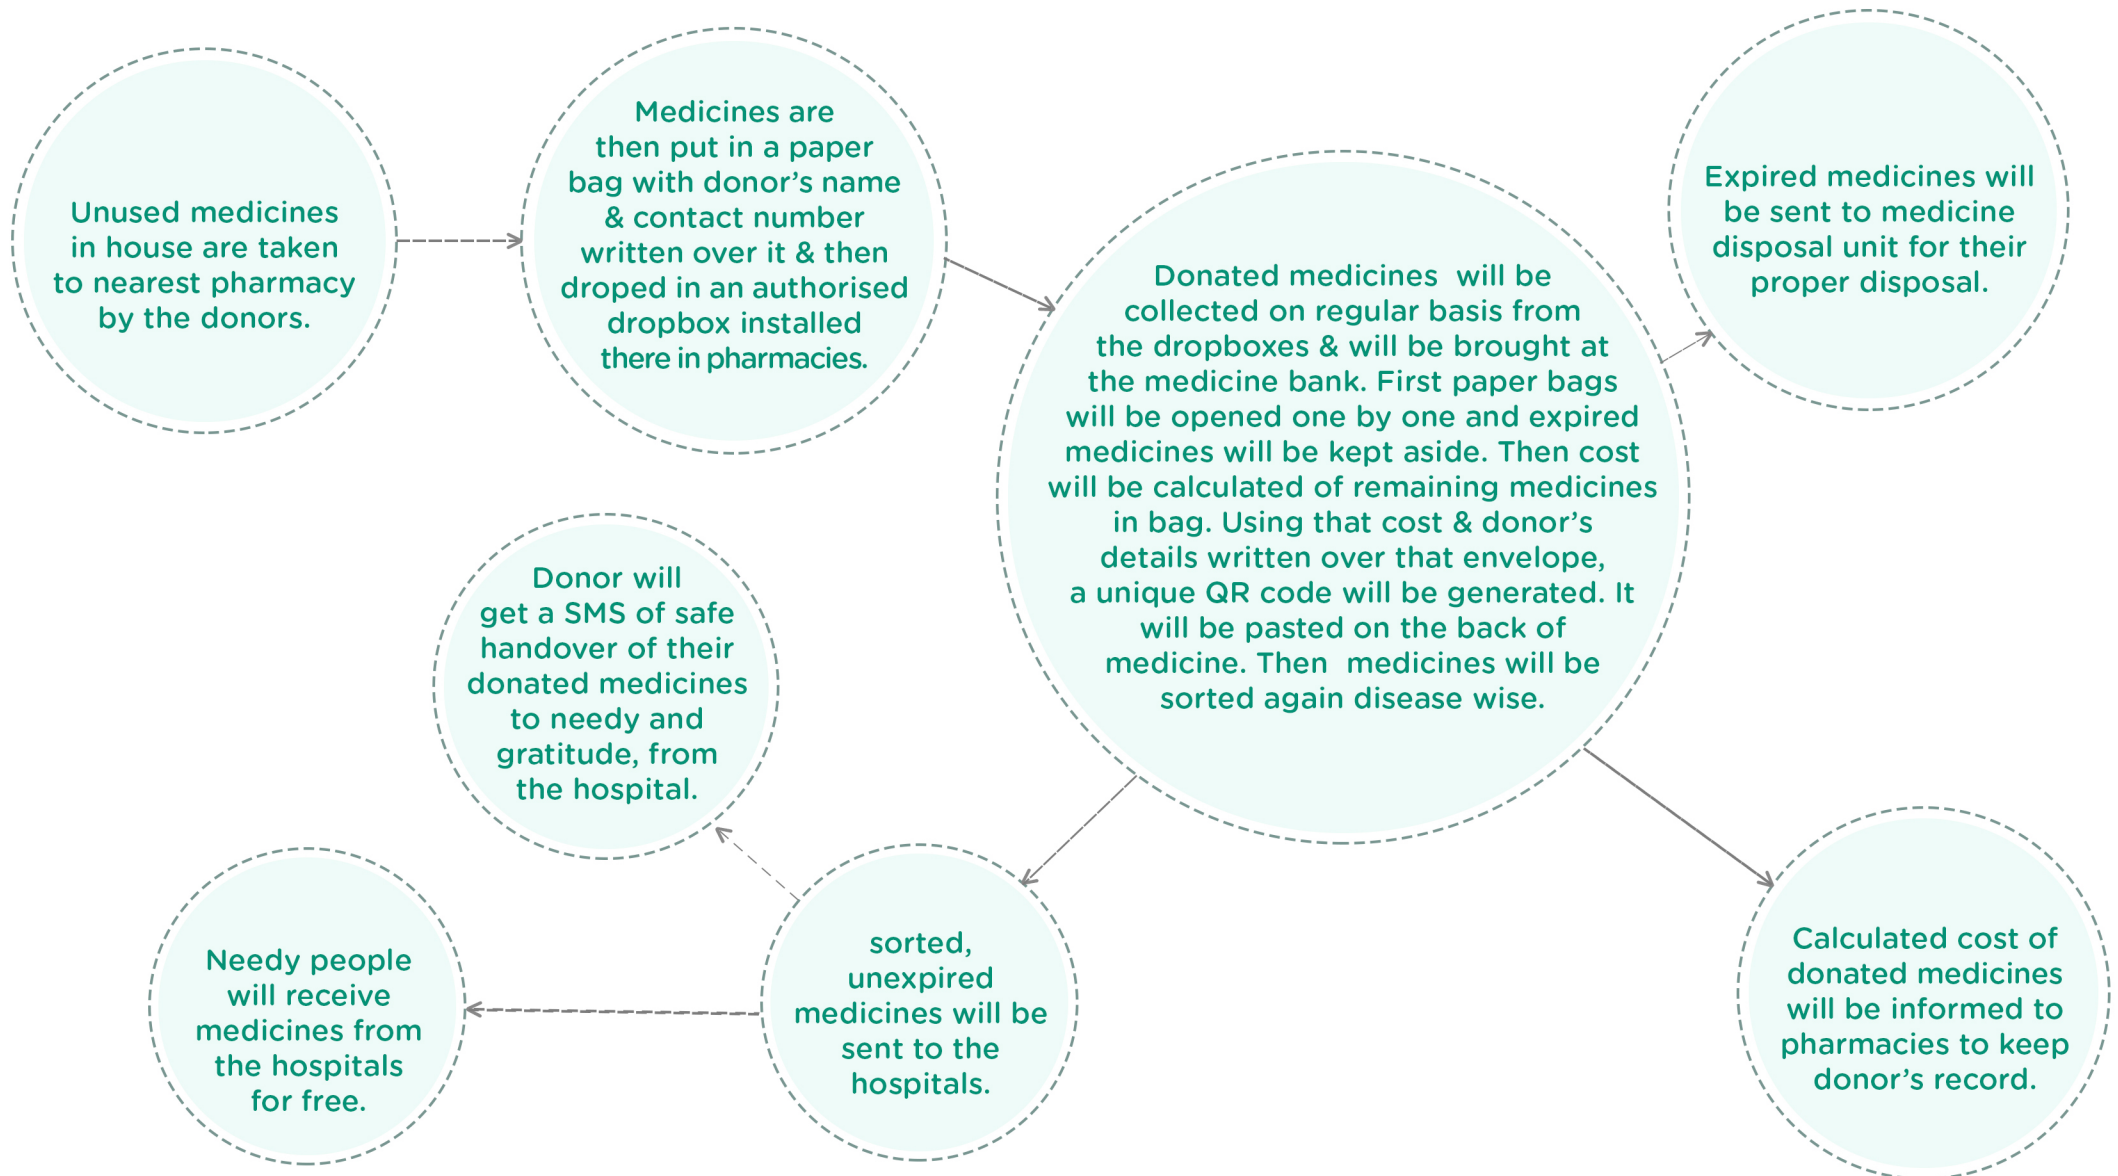 Unused medicines
in house are taken
to nearest pharmacy
by the donors.
Medicines are
then put in a paper
bag with donor’s name
& contact number
written over it & then
droped in an authorised
dropbox installed
there in pharmacies.
Donated medicines will be
collected on regular basis from
the dropboxes & will be brought at
the medicine bank. First paper bags
will be opened one by one and expired
medicines will be kept aside. Then cost
will be calculated of remaining medicines
in bag. Using that cost & donor’s
details written over that envelope,
a unique QR code will be generated. It
will be pasted on the back of
medicine. Then medicines will be
sorted again disease wise.
Expired medicines will
be sent to medicine
disposal unit for their
proper disposal.
Calculated cost of
donated medicines
will be informed to
pharmacies to keep
donor’s record.
sorted,
unexpired
medicines will be
sent to the
hospitals.
Donor will
get a SMS of safe
handover of their
donated medicines
to needy and
gratitude, from
the hospital.
Needy people
will receive
medicines from
the hospitals
for free.